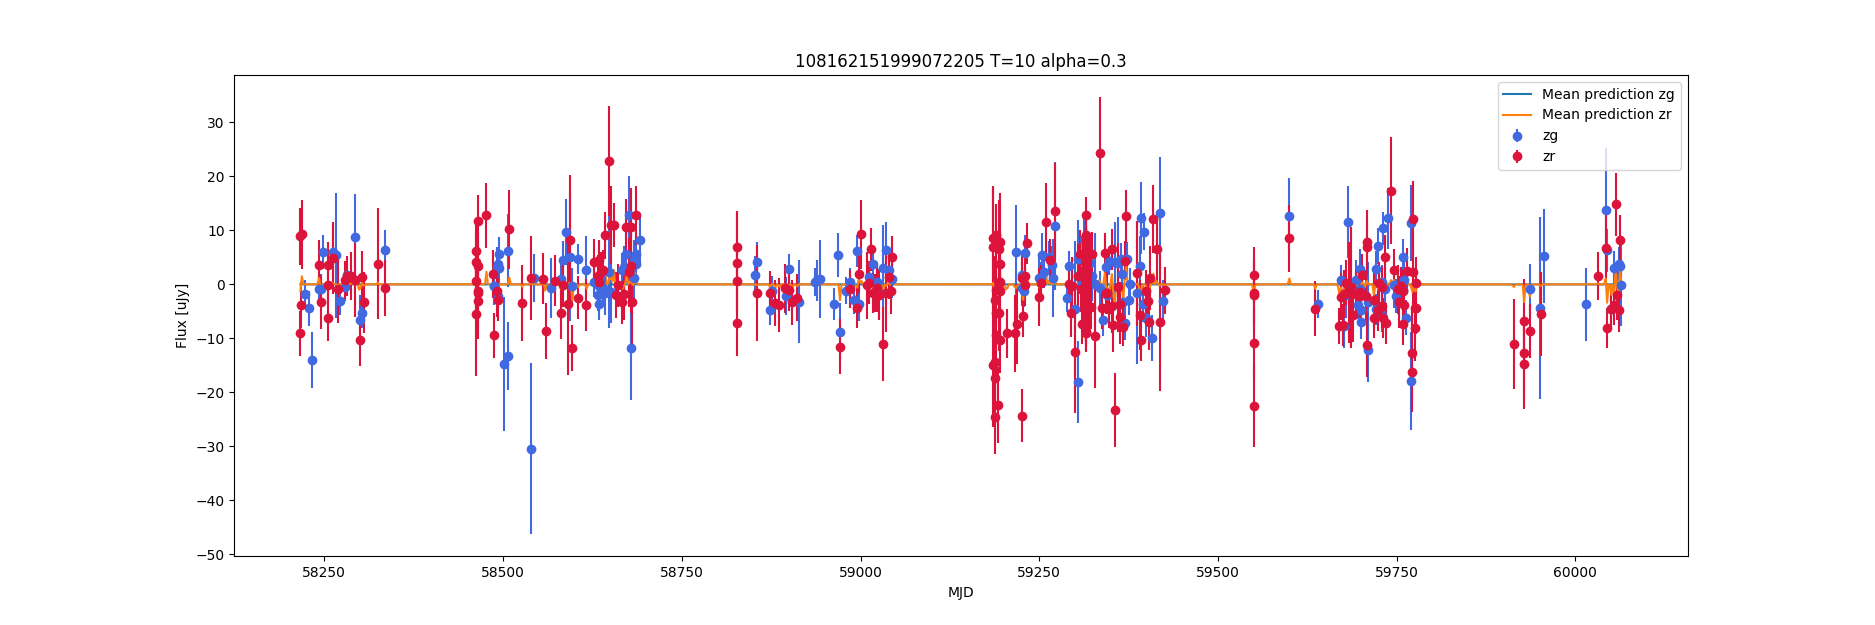 108162151999072205 T=10 alpha=0.3
Mean prediction zg
Mean prediction zr
zg
zr
30
20
10
0
−10
−20
−30
−40
−50
Flux [uJy]
58250 58500 58750 59000 59250 59500 59750 60000
MJD